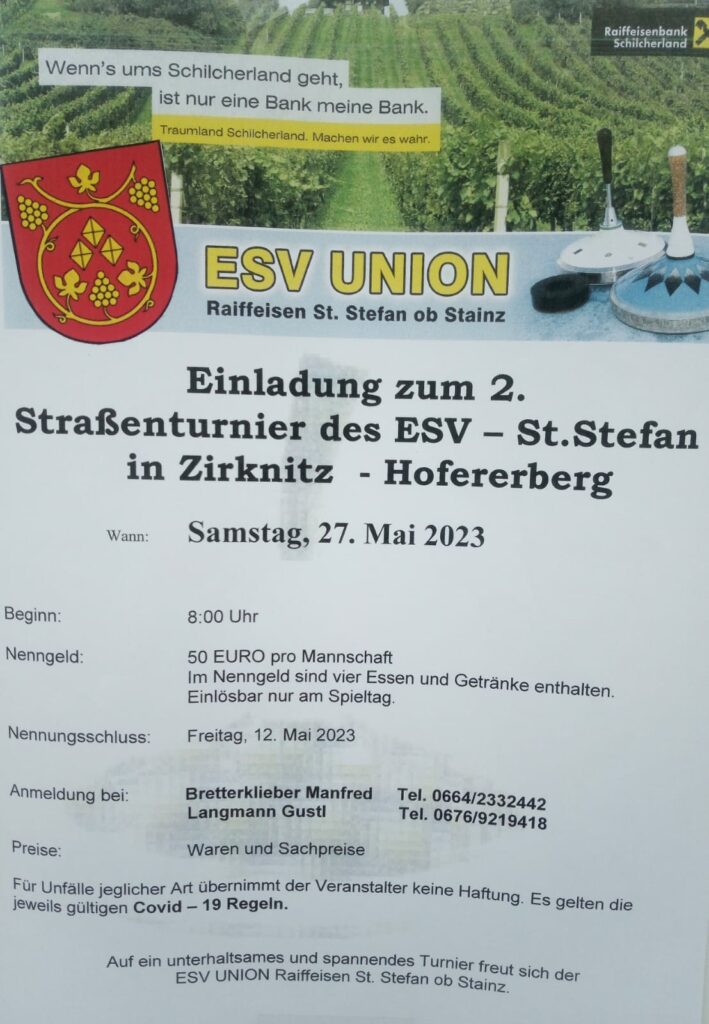 Raiffeisenbank
Schilcherland
Wenn's ums Schilcherland geht,
ist nur eine Bank meine Bank.
Traumland Schilcherland. Machen wir es wahr.
ESV UNION
Raiffeisen St. Stefan ob Stainz
Einladung zum 2.
Straßenturnier des ESV – St.Stefan
in Zirknitz - Hofererberg
Wann: Samstag, 27. Mai 2023
Beginn: 8:00 Uhr
Nenngeld: 50 EURO pro Mannschaft
Im Nenngeld sind vier Essen und Getränke enthalten.
Einlösbar nur am Spieltag.
Nennungsschluss: Freitag, 12. Mai 2023
Anmeldung bei: Bretterklieber Manfred Tel. 0664/2332442
Langmann Gustl Tel. 0676/9219418
Preise: Waren und Sachpreise
Für Unfälle jeglicher Art übernimmt der Veranstalter keine Haftung. Es gelten die
jeweils gültigen Covid – 19 Regeln.
Auf ein unterhaltsames und spannendes Turnier freut sich der
ESV UNION Raiffeisen St. Stefan ob Stainz.